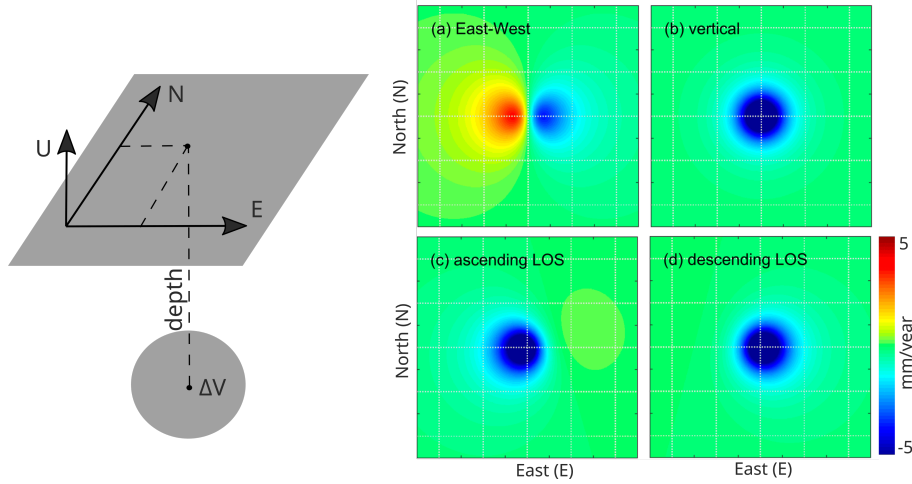 N
U
E
depth
ΔV
(a) East-West
(b) vertical
North (N)
(c) ascending LOS
(d) descending LOS
North (N)
East (E)
East (E)
5
mm/year
-5